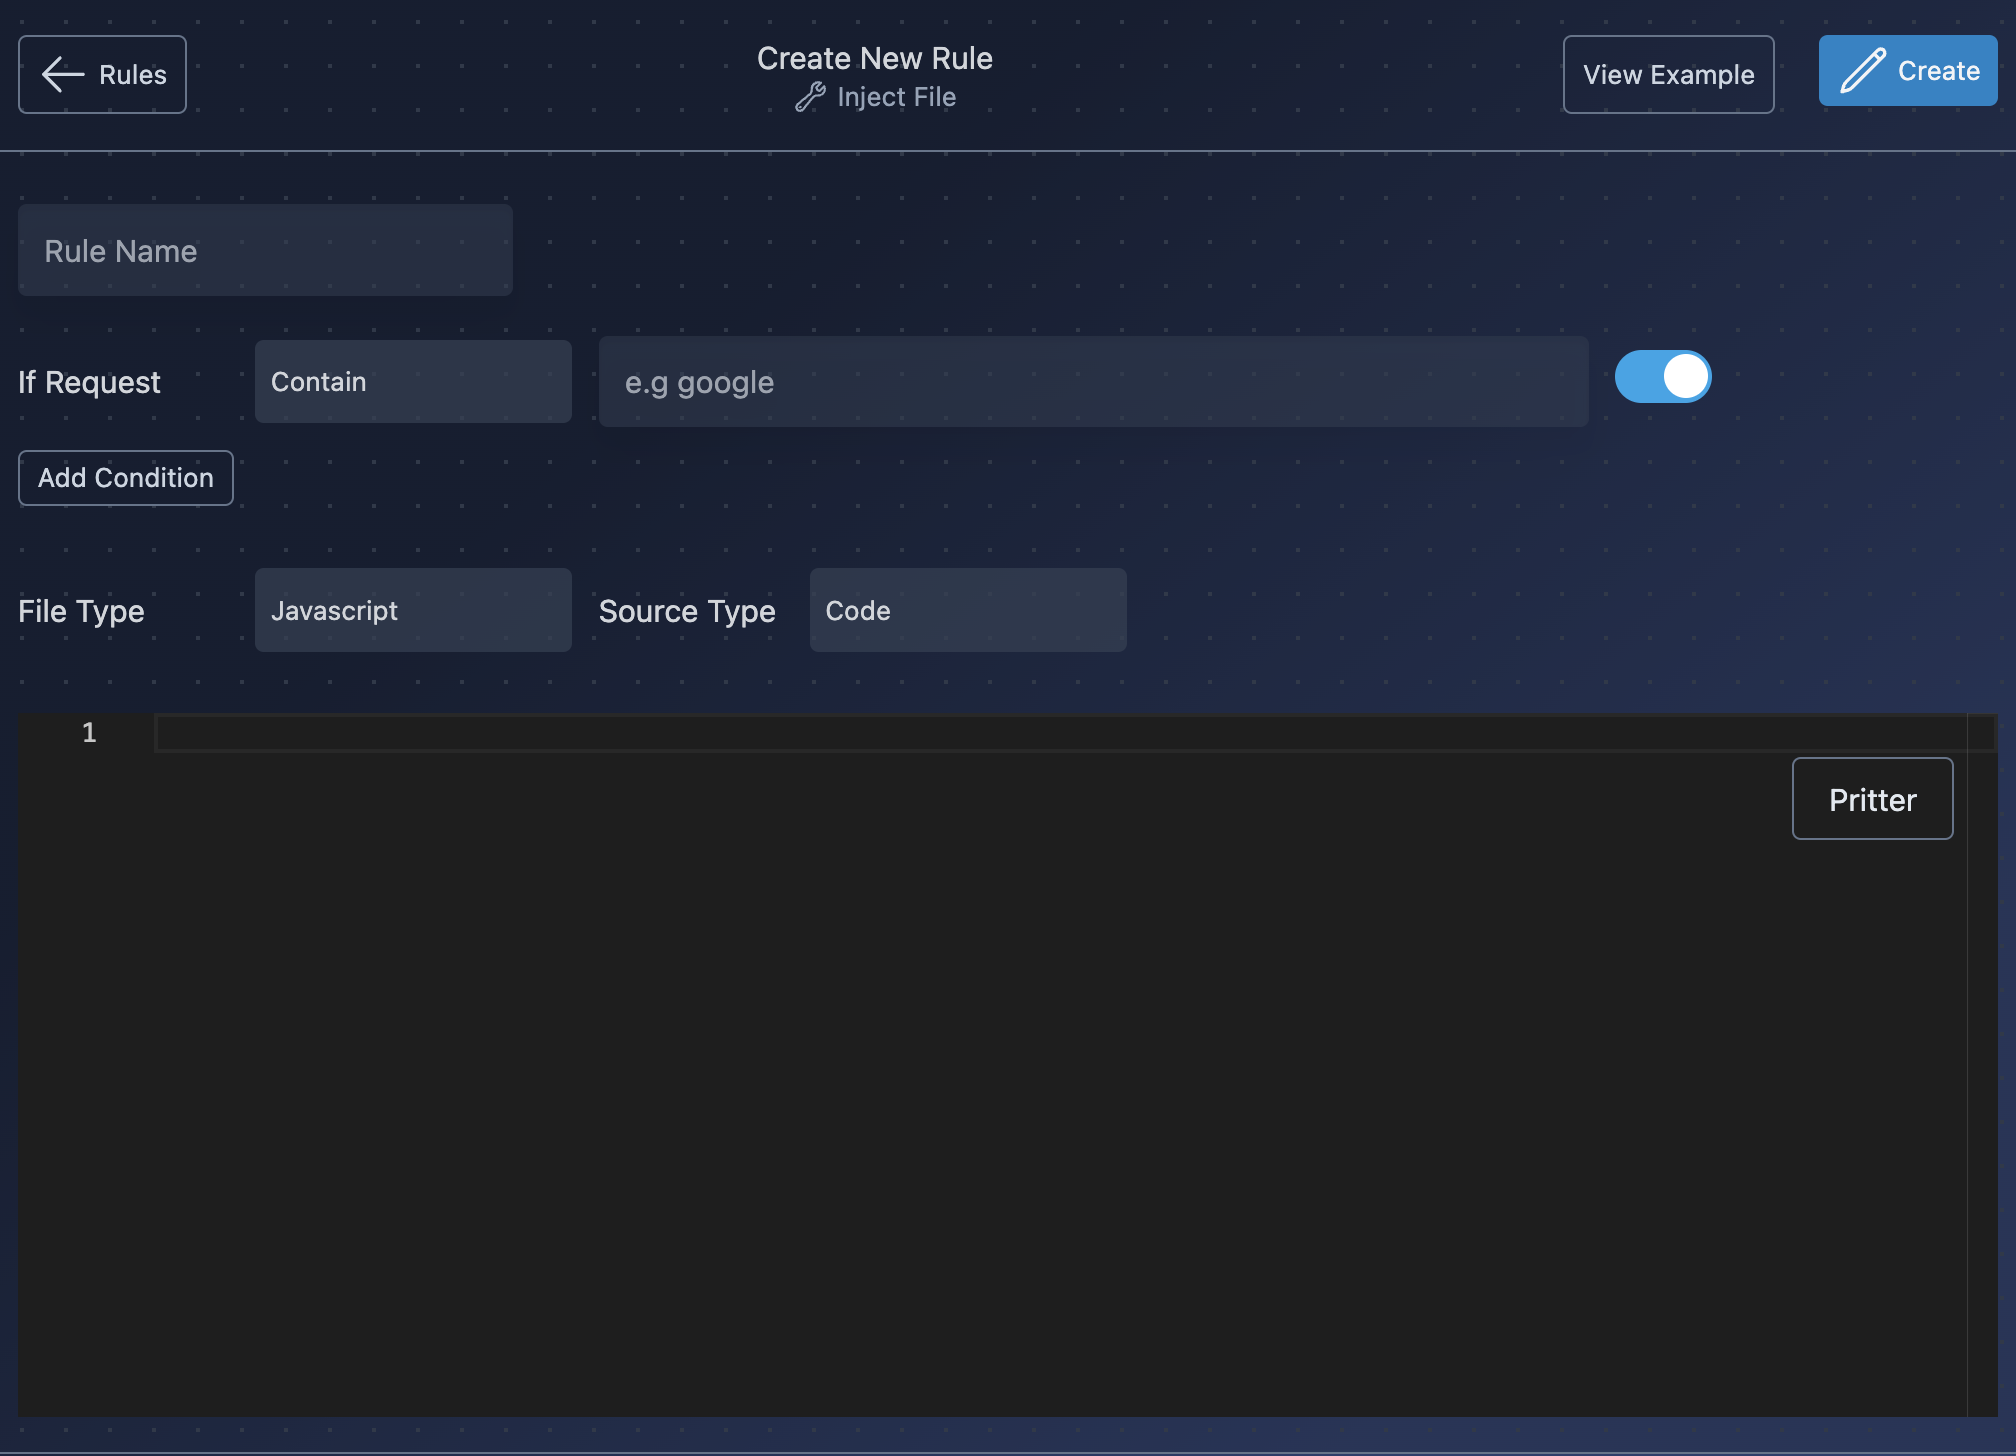 Rules
Create New Rule
Inject File
View Example
Create
Rule Name
If Request
Contain
e.g google
Add Condition
File Type
Javascript
Source Type
Code
1
Pritter